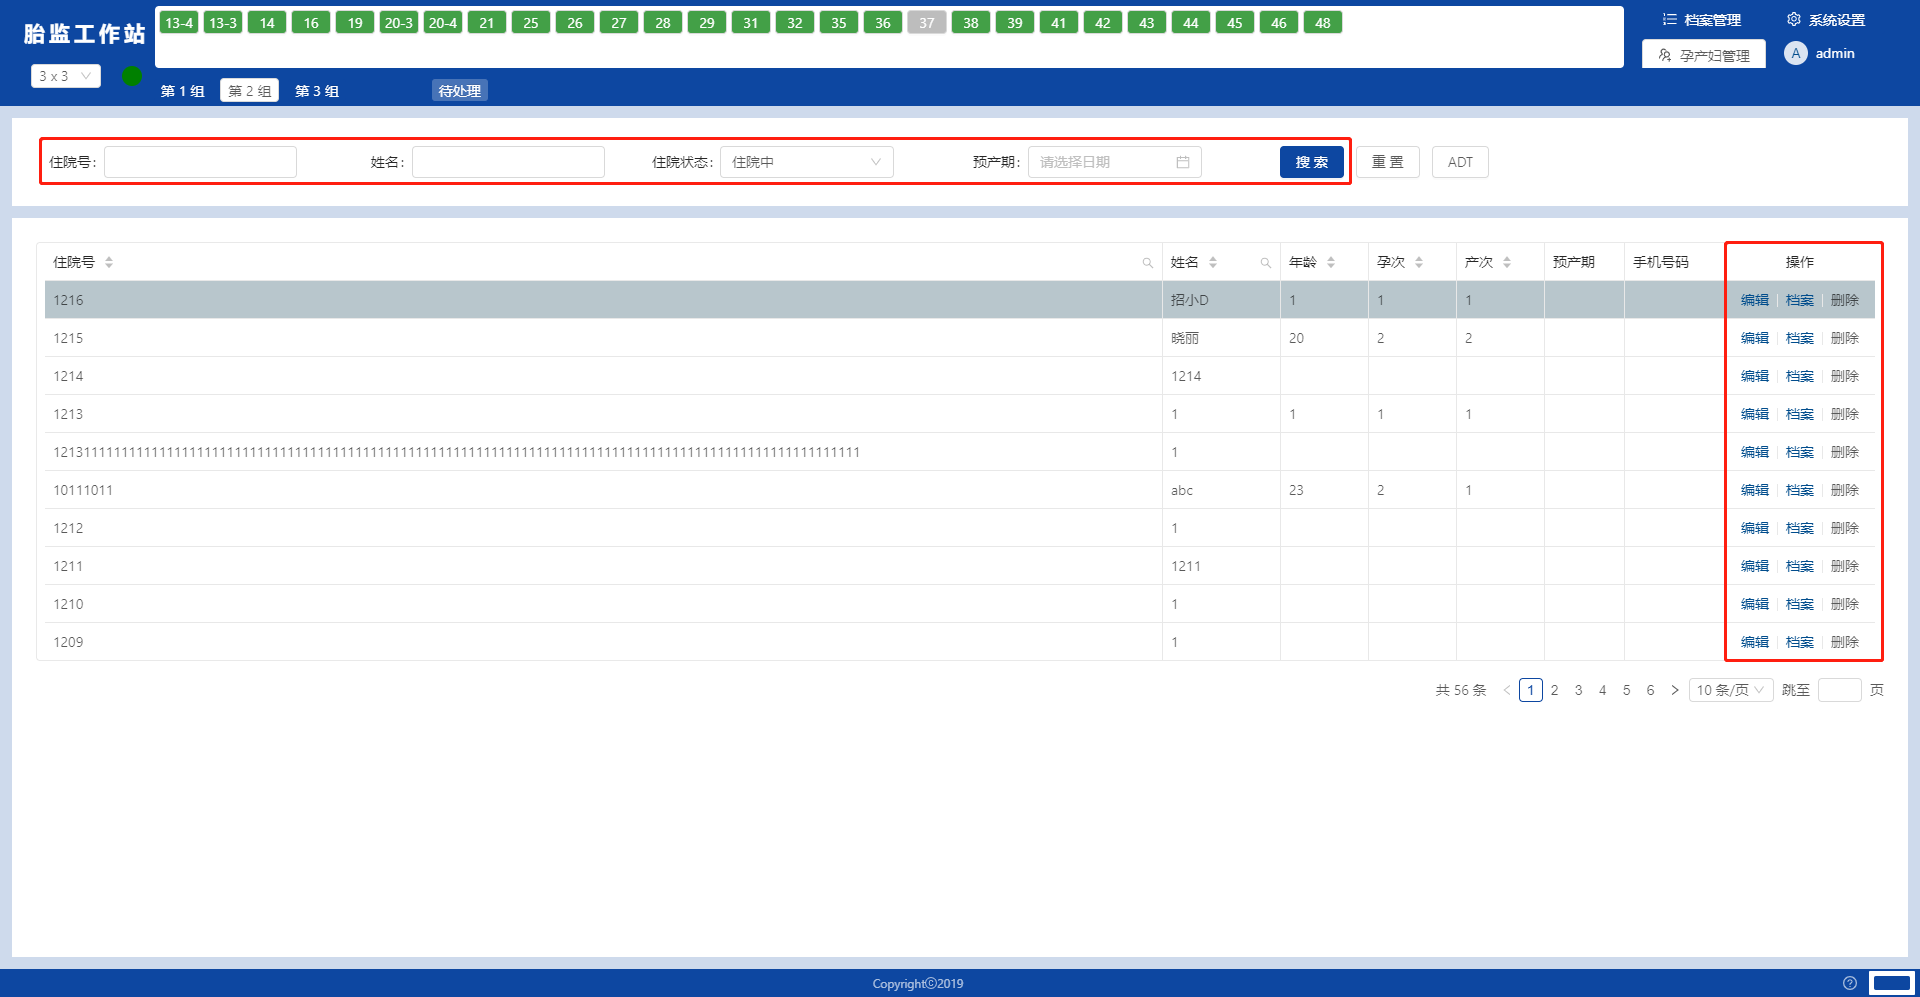 胎监工作站
13-4 13-3 14 16 19 20-3 20-4 21 25 26 27 28 29 31 32 35 36 37 38 39 41 42 43 44 45 46 48
档案管理 系统设置
孕产妇管理 A admin
3 x 3
第 1 组 第 2 组 第 3 组 待处理
住院号: 姓名: 住院状态: 住院中 预产期: 请选择日期 搜 索 重 置 ADT
住院号 姓名 年龄 孕次 产次 预产期 手机号码 操作
1216 招小D 1 1 1 编辑 档案 删除
1215 晓丽 20 2 2 编辑 档案 删除
1214 1214 编辑 档案 删除
1213 1 1 1 1 编辑 档案 删除
1 编辑 档案 删除
10111011 abc 23 2 1 编辑 档案 删除
1212 1 编辑 档案 删除
1211 1211 编辑 档案 删除
1210 1 编辑 档案 删除
1209 1 编辑 档案 删除
共 56 条 1 2 3 4 5 6 10 条/页 跳至 页
Copyright©2019